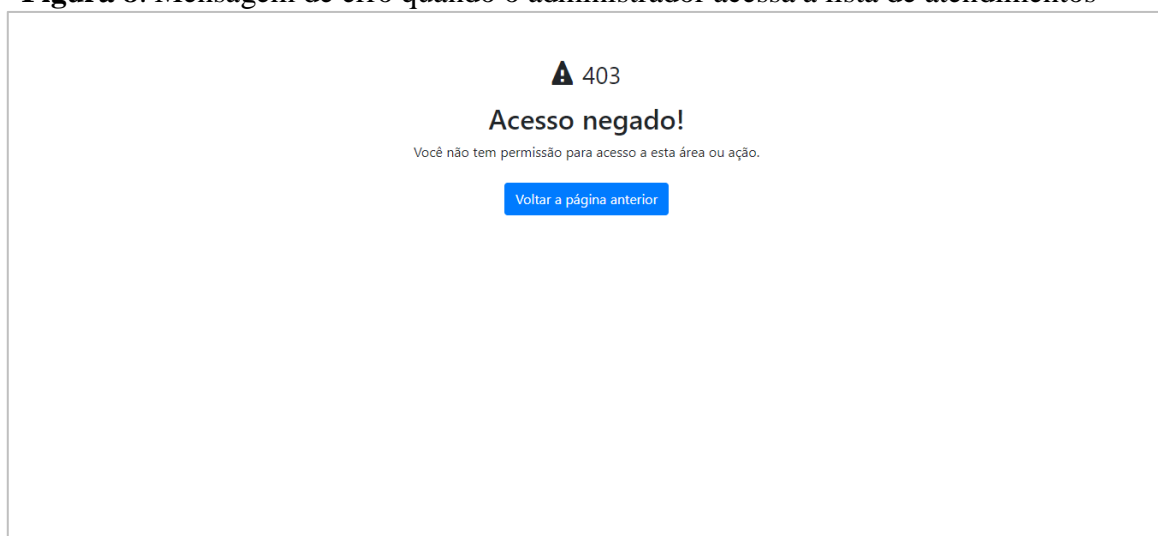 Mensagem de erro quando o administrador acessa a lista de atendimentos
403
Acesso negado!
Você não tem permissão para acesso a esta área ou ação.
Voltar a página anterior